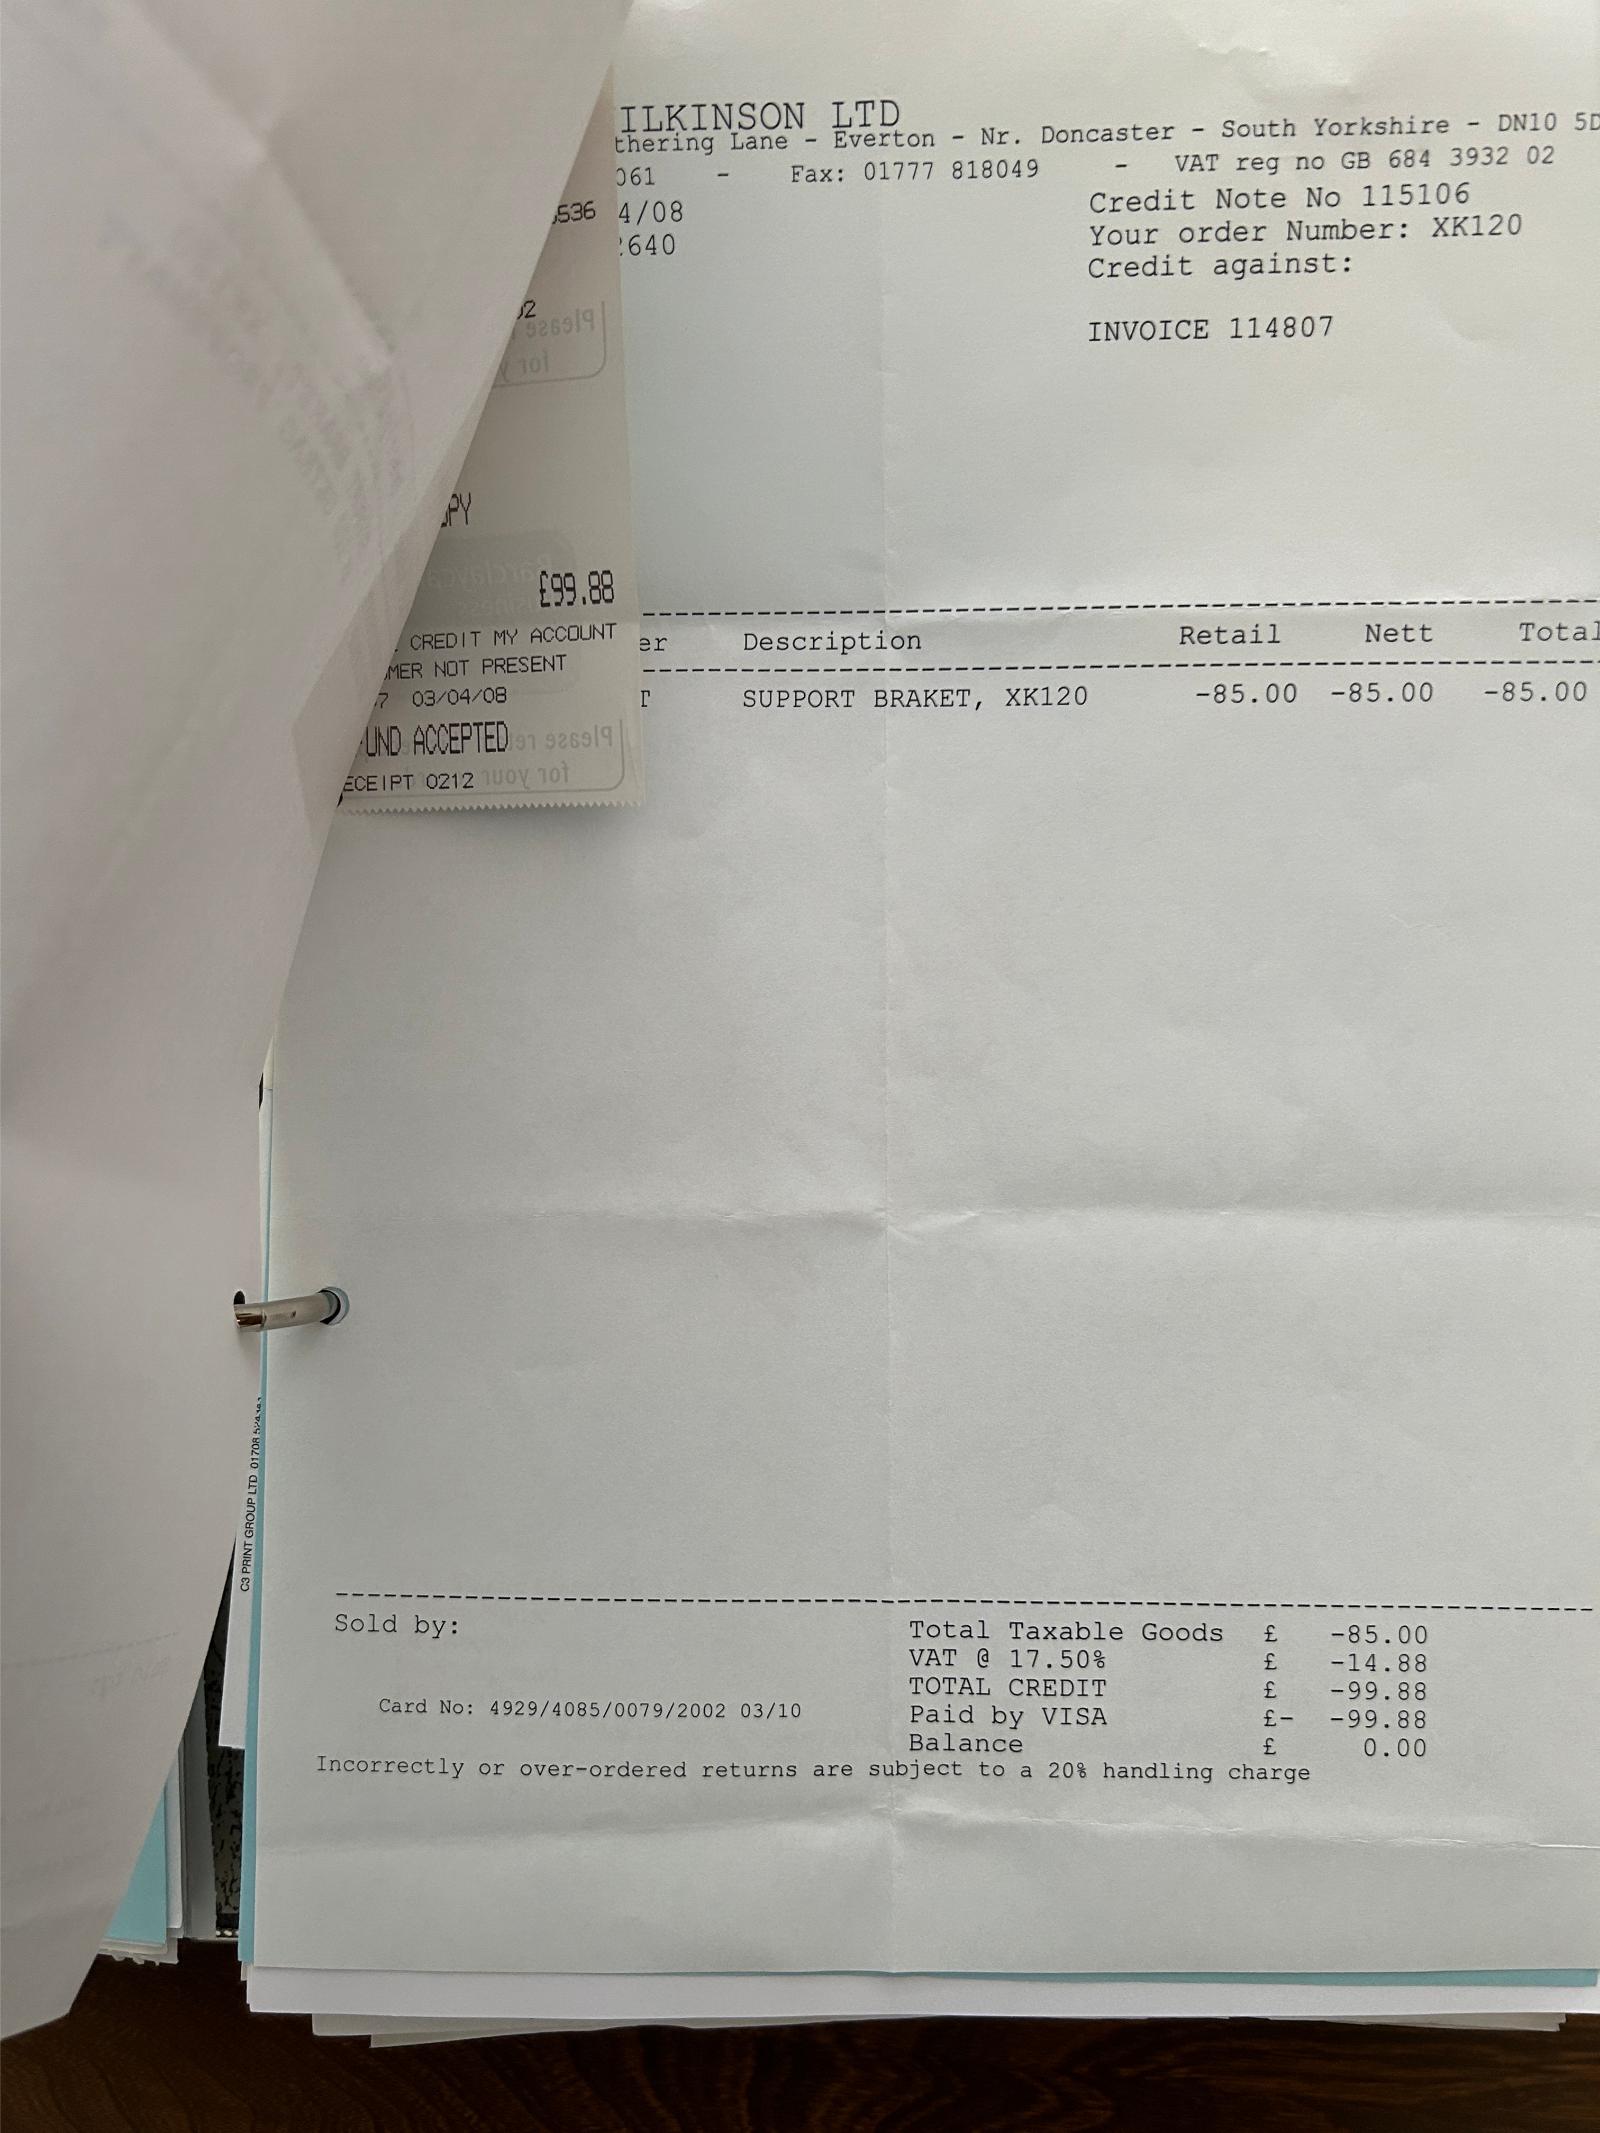 ILKINSON LTD
thering Lane - Everton - Nr. Doncaster - South Yorkshire - DN10 5D
061 - Fax: 01777 818049 - VAT reg no GB 684 3932 02
4/08
640
Credit Note No 115106
Your order Number: XK120
Credit against:
INVOICE 114807
536
02
OPY
£99.88
CREDIT MY ACCOUNT
MER NOT PRESENT
7 03/04/08
UND ACCEPTED
ECEIPT 0212
er Description Retail Nett Total
T SUPPORT BRAKET, XK120 -85.00 -85.00 -85.00
C3 PRINT GROUP LTD 01708
Sold by:
Card No: 4929/4085/0079/2002 03/10
Total Taxable Goods £ -85.00
VAT @ 17.50% £ -14.88
TOTAL CREDIT £ -99.88
Paid by VISA £- -99.88
Balance £ 0.00
Incorrectly or over-ordered returns are subject to a 20% handling charge